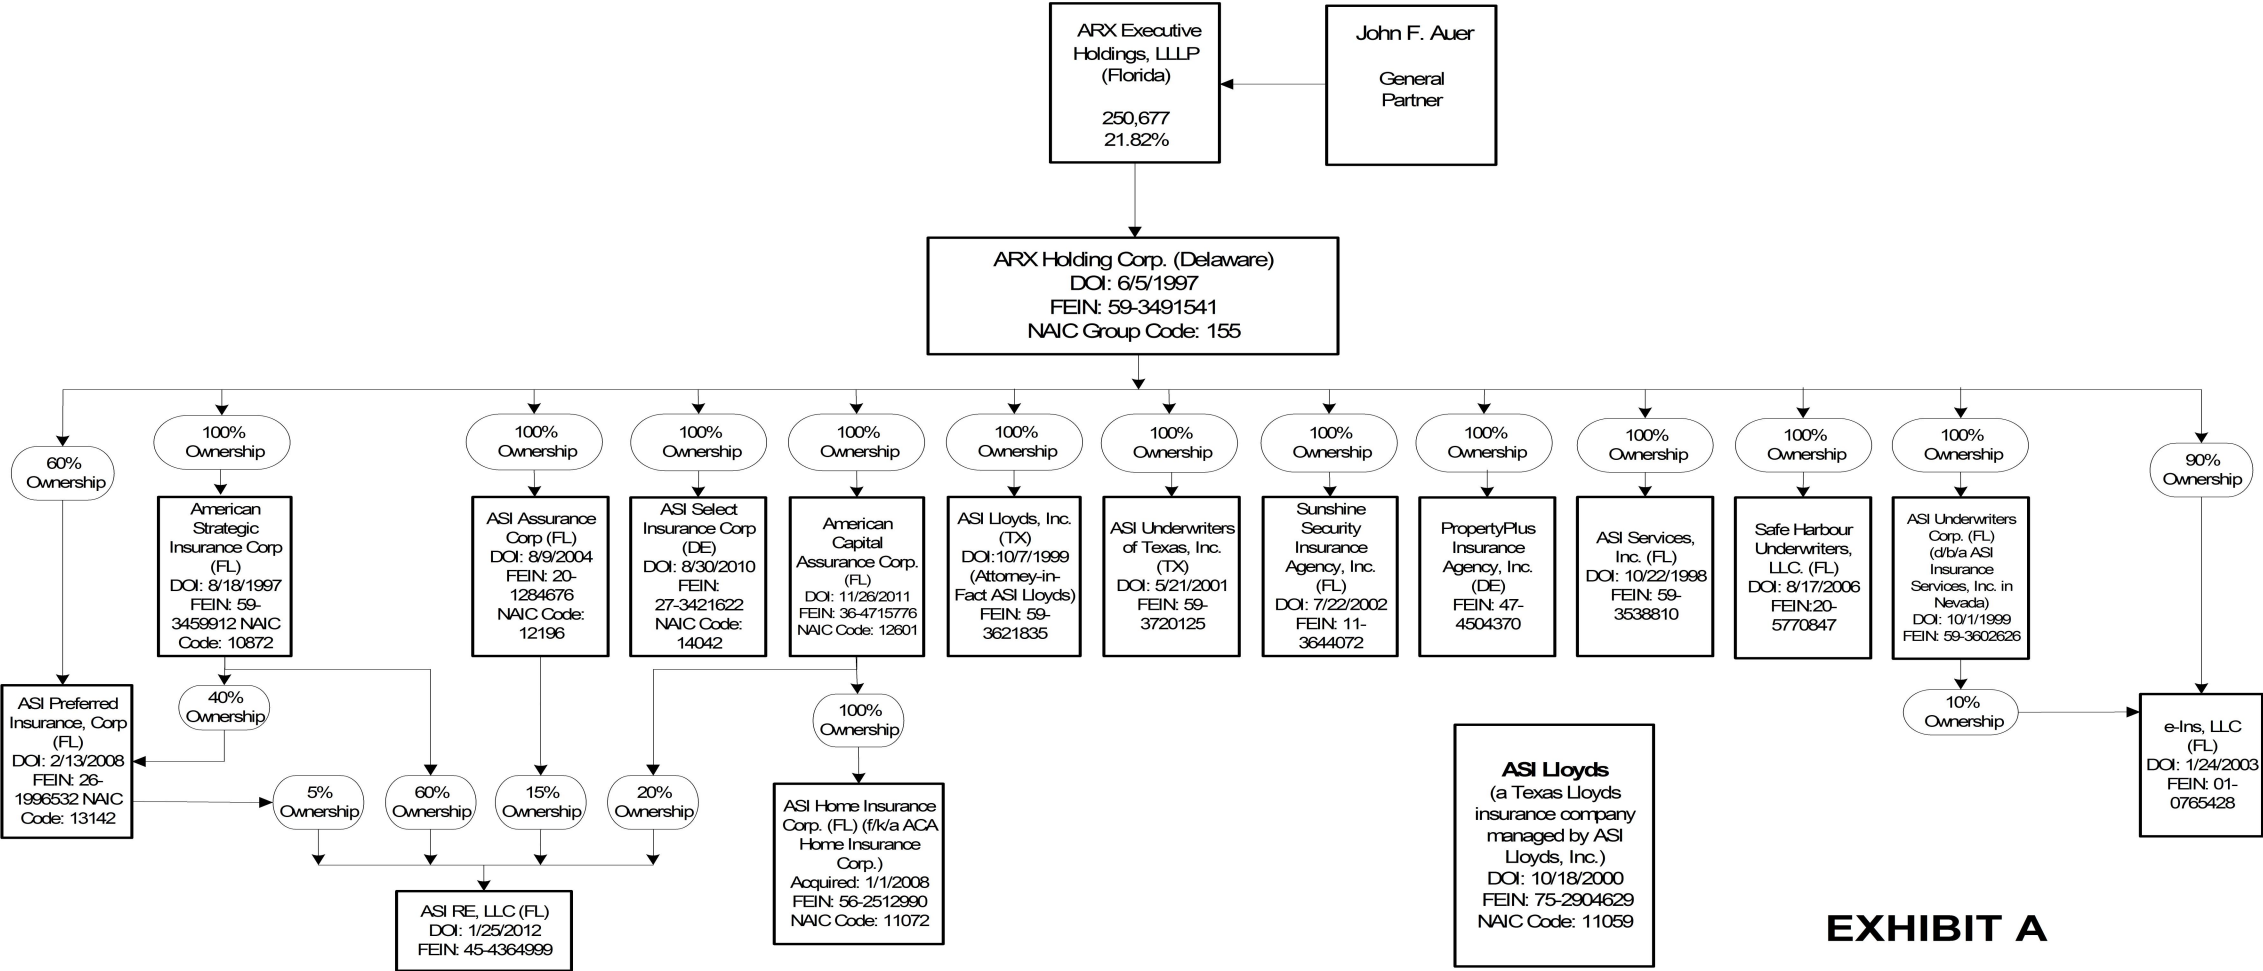 ARX Executive
Holdings, LLLP
(Florida)
250,677
21.82%
John F. Auer
General
Partner
ARX Holding Corp. (Delaware)
DOI: 6/5/1997
FEIN: 59-3491541
NAIC Group Code: 155
60%
Ownership
100%
Ownership
100%
Ownership
100%
Ownership
100%
Ownership
100%
Ownership
100%
Ownership
100%
Ownership
100%
Ownership
100%
Ownership
100%
Ownership
100%
Ownership
90%
Ownership
American
Strategic
Insurance Corp
(FL)
DOI: 8/18/1997
FEIN: 59-
3459912 NAIC
Code: 10872
ASI Assurance
Corp (FL)
DOI: 8/9/2004
FEIN: 20-
1284676
NAIC Code:
12196
ASI Select
Insurance Corp
(DE)
DOI: 8/30/2010
FEIN:
27-3421622
NAIC Code:
14042
American
Capital
Assurance Corp.
(FL)
DOI: 11/26/2011
FEIN: 36-4715776
NAIC Code: 12601
ASI Lloyds, Inc.
(TX)
DOI:10/7/1999
(Attorney-in-
Fact ASI Lloyds)
FEIN: 59-
3621835
ASI Underwriters
of Texas, Inc.
(TX)
DOI: 5/21/2001
FEIN: 59-
3720125
Sunshine
Security
Insurance
Agency, Inc.
(FL)
DOI: 7/22/2002
FEIN: 11-
3644072
PropertyPlus
Insurance
Agency, Inc.
(DE)
FEIN: 47-
4504370
ASI Services,
Inc. (FL)
DOI: 10/22/1998
FEIN: 59-
3538810
Safe Harbour
Underwriters,
LLC. (FL)
DOI: 8/17/2006
FEIN:20-
5770847
ASI Underwriters
Corp. (FL)
(d/b/a ASI
Insurance
Services, Inc. in
Nevada)
DOI: 10/1/1999
FEIN: 59-3602626
ASI Preferred
Insurance, Corp
(FL)
DOI: 2/13/2008
FEIN: 26-
1996532 NAIC
Code: 13142
40%
Ownership
100%
Ownership
10%
Ownership
e-Ins, LLC
(FL)
DOI: 1/24/2003
FEIN: 01-
0765428
5%
Ownership
60%
Ownership
15%
Ownership
20%
Ownership
ASI Home Insurance
Corp. (FL) (f/k/a ACA
Home Insurance
Corp.)
Acquired: 1/1/2008
FEIN: 56-2512990
NAIC Code: 11072
ASI Lloyds
(a Texas Lloyds
insurance company
managed by ASI
Lloyds, Inc.)
DOI: 10/18/2000
FEIN: 75-2904629
NAIC Code: 11059
ASI RE, LLC (FL)
DOI: 1/25/2012
FEIN: 45-4364999
EXHIBIT A